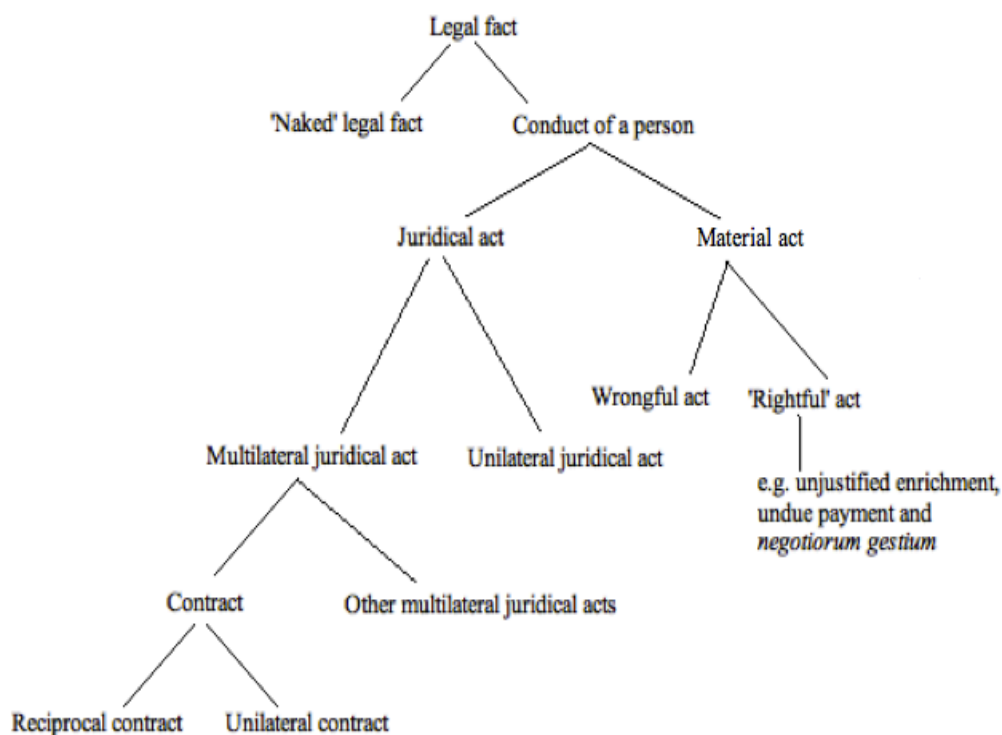 Legal fact
'Naked' legal fact
Conduct of a person
Juridical act
Material act
Wrongful act
'Rightful' act
Multilateral juridical act
Unilateral juridical act
e.g. unjustified enrichment,
undue payment and
negotiorum gestium
Contract
Other multilateral juridical acts
Reciprocal contract
Unilateral contract